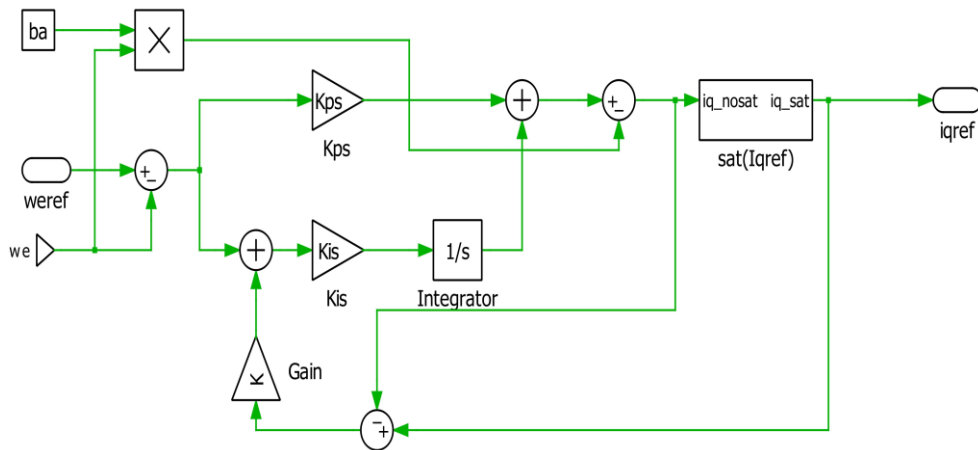 ba
Kps
+
+
−
iq_nosat iq_sat
Kps
sat(Iqref)
iqref
+
−
weref
we
+
Kis
1/s
Kis
Integrator
K
Gain
−
+